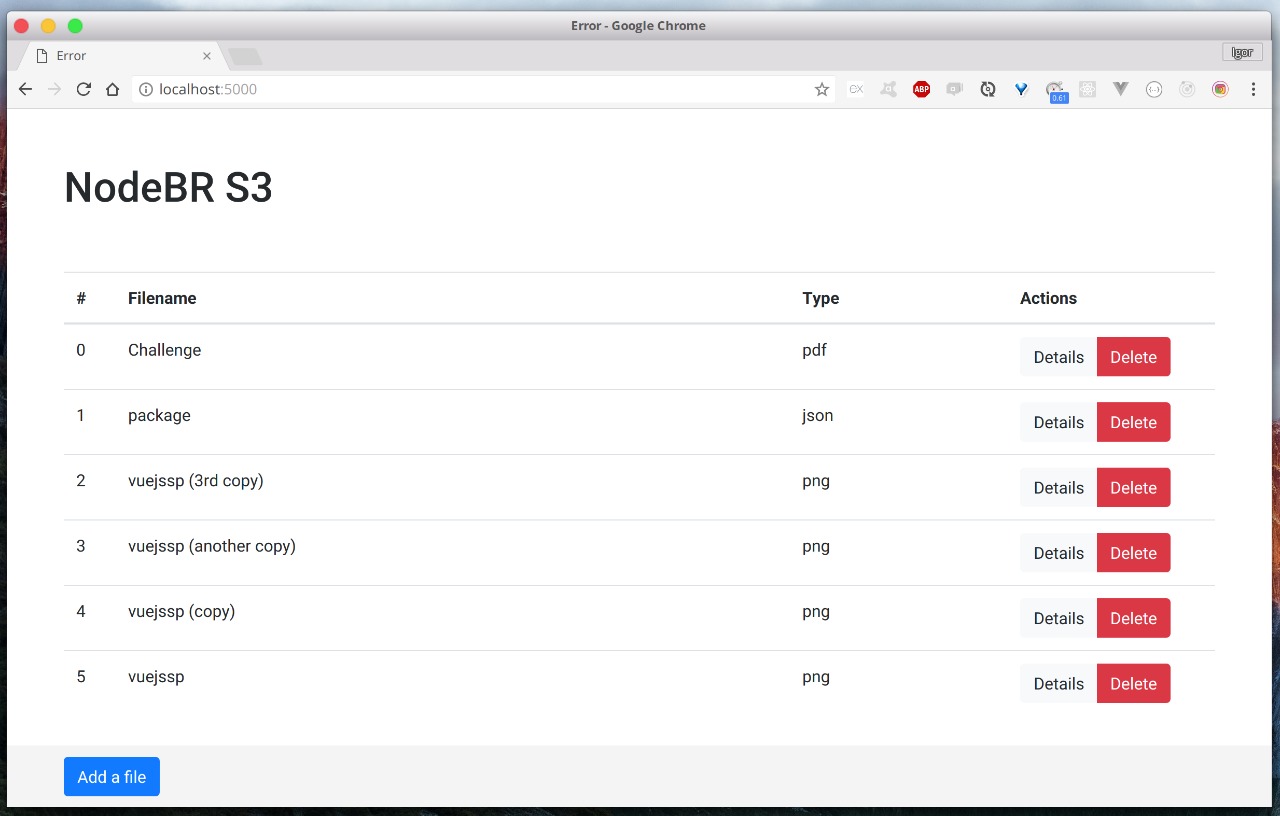 Error - Google Chrome
Error
Igor
localhost:5000
CX
ABP
0.61
NodeBR S3
# Filename Type Actions
0 Challenge pdf Details Delete
1 package json Details Delete
2 vuejssp (3rd copy) png Details Delete
3 vuejssp (another copy) png Details Delete
4 vuejssp (copy) png Details Delete
5 vuejssp png Details Delete
Add a file